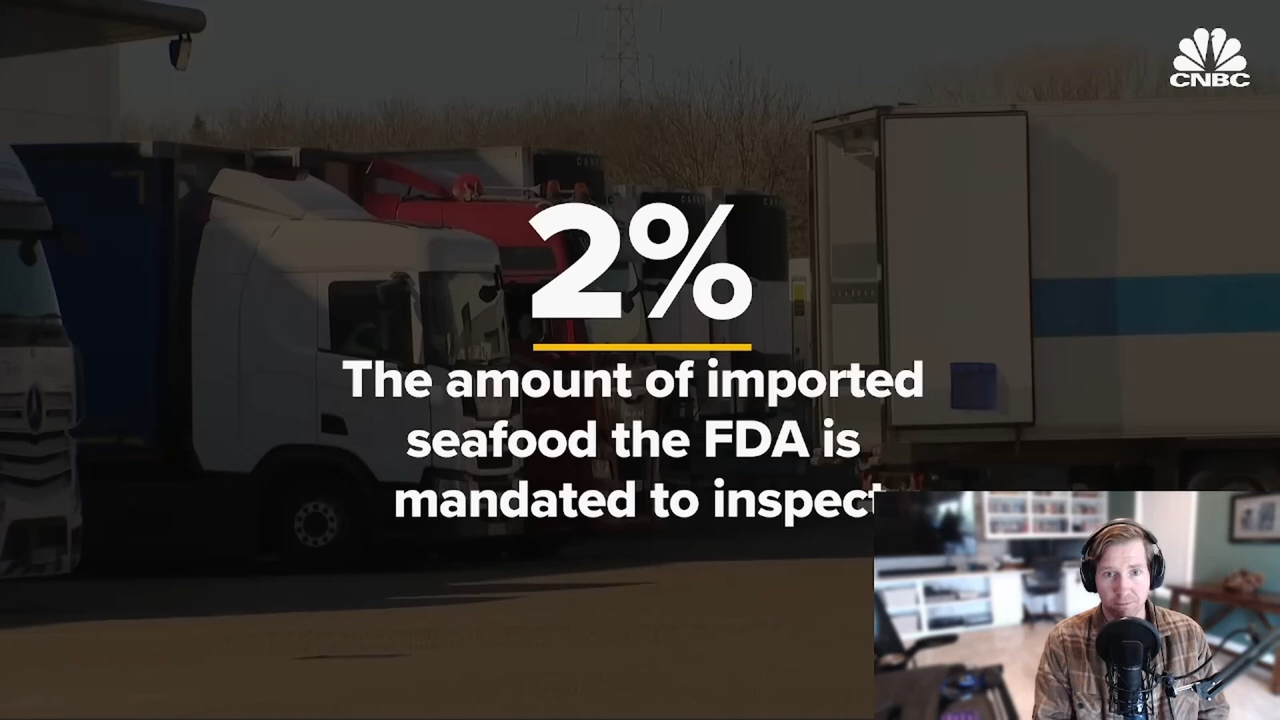 CNBC
2%
The amount of imported
seafood the FDA is
mandated to inspect